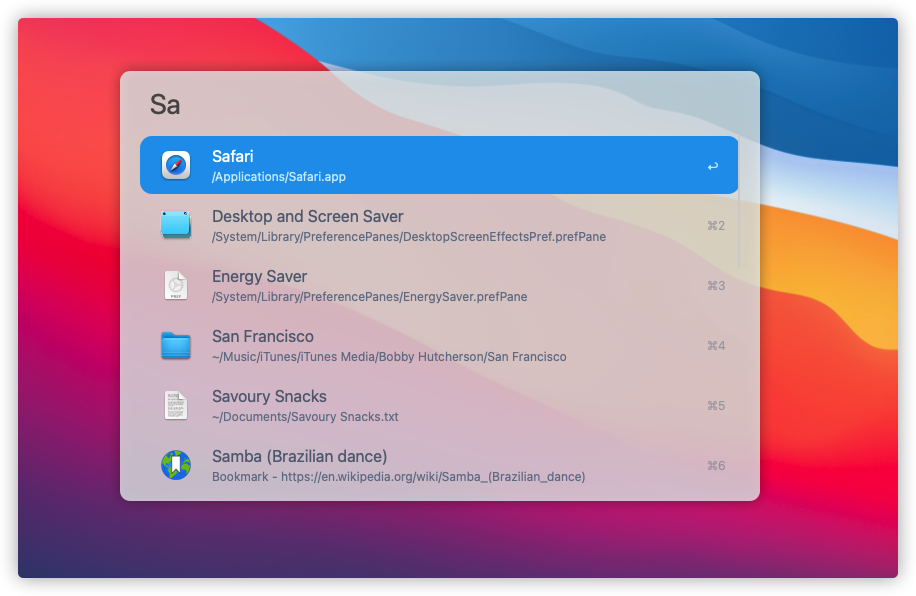 Sa
Safari
/Applications/Safari.app
↩
Desktop and Screen Saver
/System/Library/PreferencePanes/DesktopScreenEffectsPref.prefPane
⌘2
Energy Saver
/System/Library/PreferencePanes/EnergySaver.prefPane
⌘3
PREF
San Francisco
~/Music/iTunes/iTunes Media/Bobby Hutcherson/San Francisco
⌘4
Savoury Snacks
~/Documents/Savoury Snacks.txt
⌘5
Samba (Brazilian dance)
Bookmark - https://en.wikipedia.org/wiki/Samba_(Brazilian_dance)
⌘6